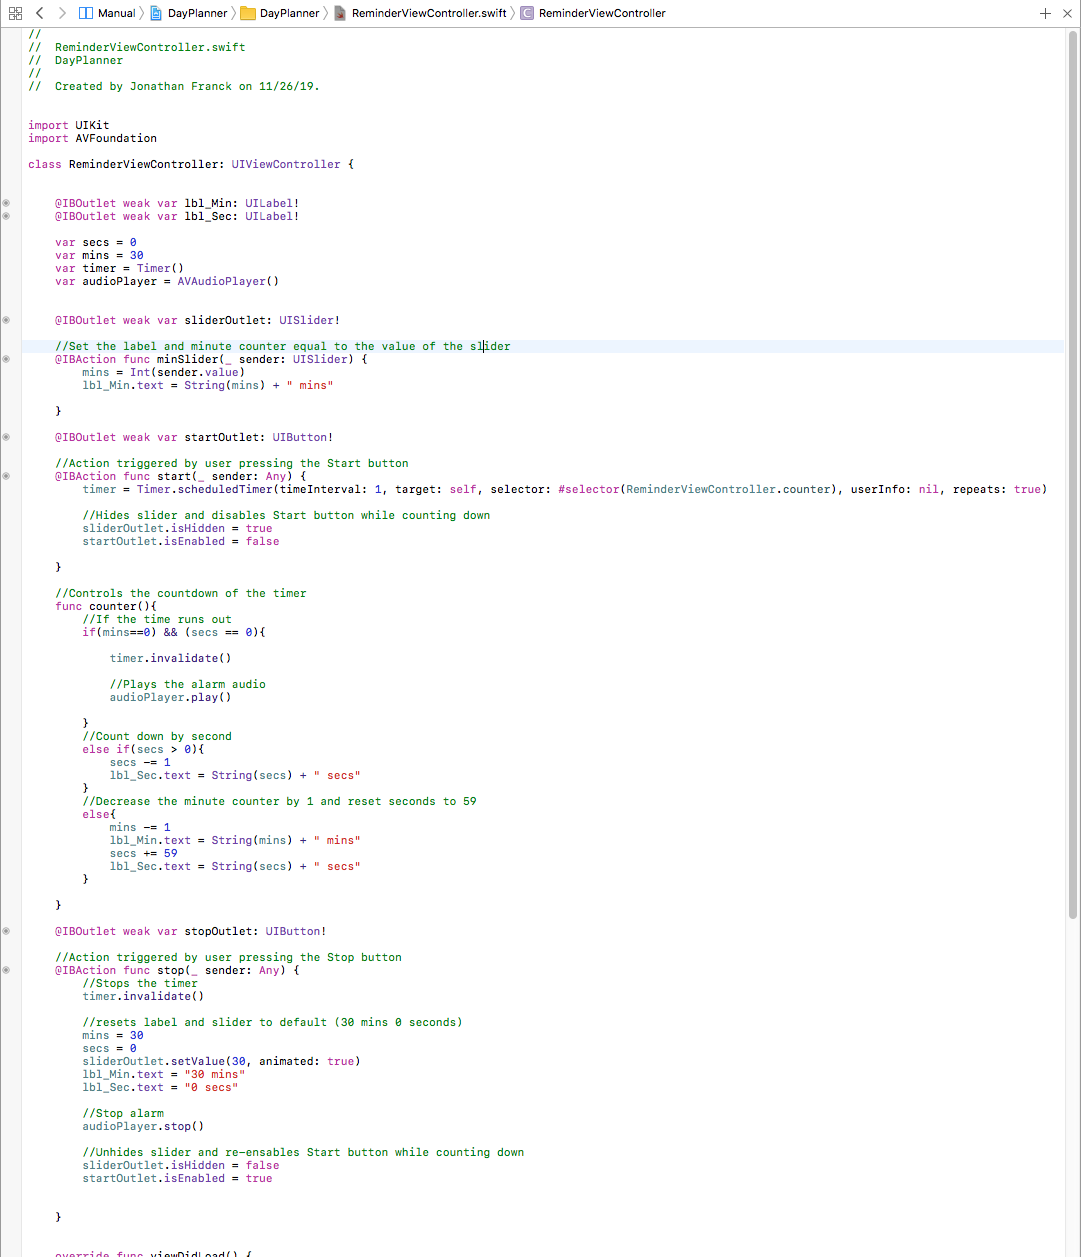 Manual DayPlanner DayPlanner ReminderViewController.swift C ReminderViewController
//
//  ReminderViewController.swift
//  DayPlanner
//
//  Created by Jonathan Franck on 11/26/19.
import UIKit
import AVFoundation
class ReminderViewController: UIViewController {
@IBOutlet weak var lbl_Min: UILabel!
@IBOutlet weak var lbl_Sec: UILabel!
var secs = 0
var mins = 30
var timer = Timer()
var audioPlayer = AVAudioPlayer()
@IBOutlet weak var sliderOutlet: UISlider!
//Set the label and minute counter equal to the value of the slider
@IBAction func minSlider(_ sender: UISlider) {
mins = Int(sender.value)
lbl_Min.text = String(mins) + " mins"
}
@IBOutlet weak var startOutlet: UIButton!
//Action triggered by user pressing the Start button
@IBAction func start(_ sender: Any) {
timer = Timer.scheduledTimer(timeInterval: 1, target: self, selector: #selector(ReminderViewController.counter), userInfo: nil, repeats: true)
//Hides slider and disables Start button while counting down
sliderOutlet.isHidden = true
startOutlet.isEnabled = false
}
//Controls the countdown of the timer
func counter(){
//If the time runs out
if(mins==0) && (secs == 0){
timer.invalidate()
//Plays the alarm audio
audioPlayer.play()
}
//Count down by second
else if(secs > 0){
secs -= 1
lbl_Sec.text = String(secs) + " secs"
}
//Decrease the minute counter by 1 and reset seconds to 59
else{
mins -= 1
lbl_Min.text = String(mins) + " mins"
secs += 59
lbl_Sec.text = String(secs) + " secs"
}
}
@IBOutlet weak var stopOutlet: UIButton!
//Action triggered by user pressing the Stop button
@IBAction func stop(_ sender: Any) {
//Stops the timer
timer.invalidate()
//resets label and slider to default (30 mins 0 seconds)
mins = 30
secs = 0
sliderOutlet.setValue(30, animated: true)
lbl_Min.text = "30 mins"
lbl_Sec.text = "0 secs"
//Stop alarm
audioPlayer.stop()
//Unhides slider and re-ensables Start button while counting down
sliderOutlet.isHidden = false
startOutlet.isEnabled = true
}
override func viewDidLoad() {